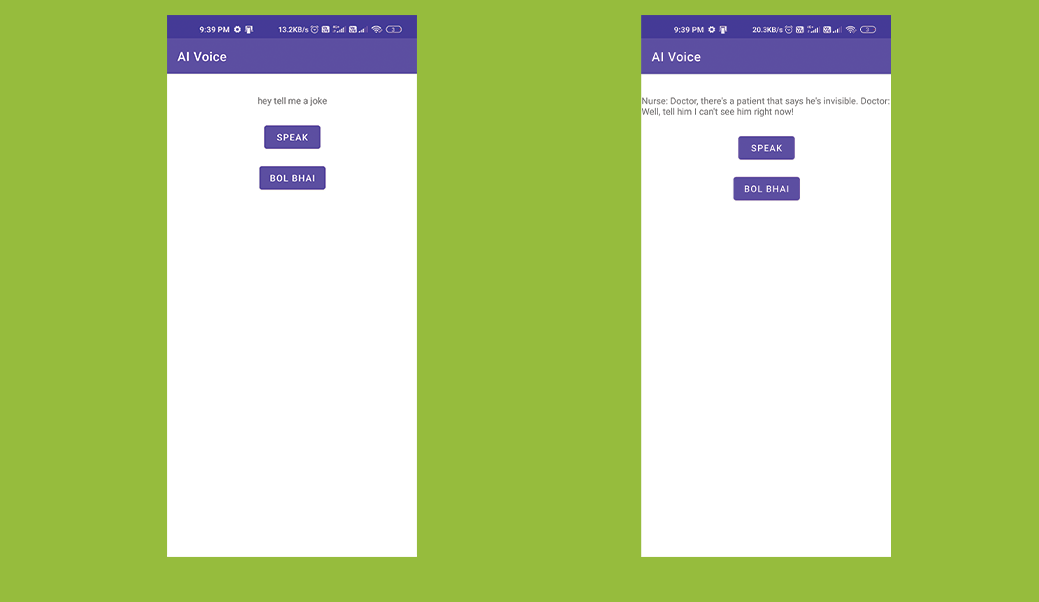 9:39 PM 13.2KB/s
AI Voice
hey tell me a joke
SPEAK
BOL BHAI
9:39 PM 20.3KB/s
AI Voice
Nurse: Doctor, there's a patient that says he's invisible. Doctor:
Well, tell him I can't see him right now!
SPEAK
BOL BHAI